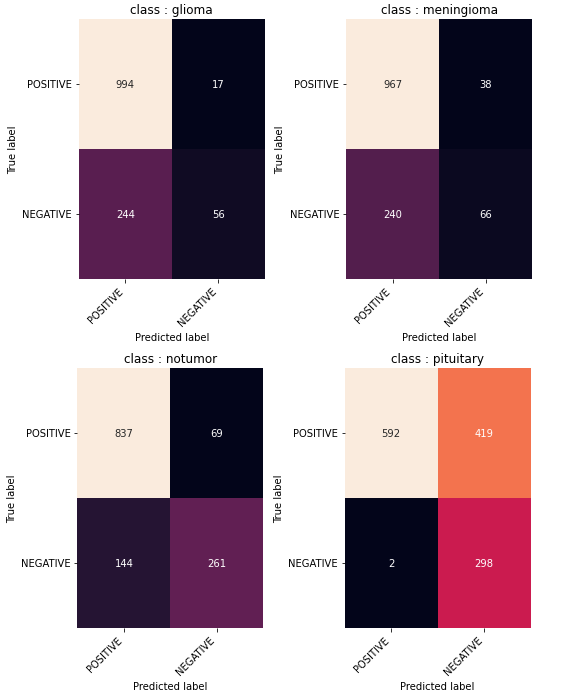 class : glioma
True label
POSITIVE
994
17
NEGATIVE
244
56
POSITIVE
NEGATIVE
Predicted label
class : meningioma
True label
POSITIVE
967
38
NEGATIVE
240
66
POSITIVE
NEGATIVE
Predicted label
class : notumor
True label
POSITIVE
837
69
NEGATIVE
144
261
POSITIVE
NEGATIVE
Predicted label
class : pituitary
True label
POSITIVE
592
419
NEGATIVE
2
298
POSITIVE
NEGATIVE
Predicted label